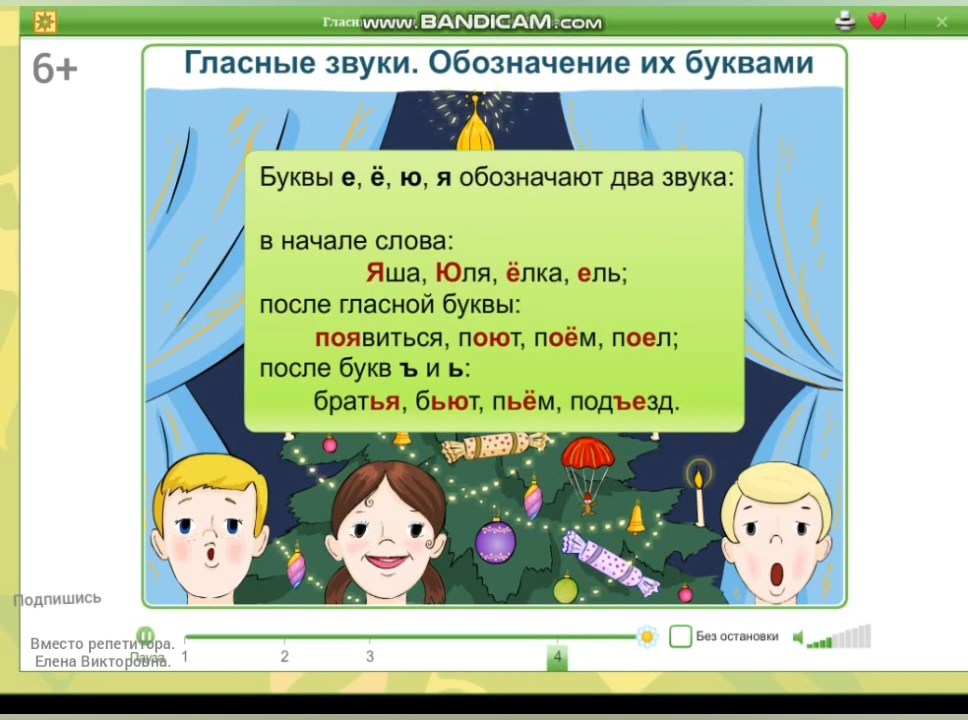 www.BANDICAM.com
6+
Гласные звуки. Обозначение их буквами
Буквы е, ё, ю, я обозначают два звука:
в начале слова:
Яша, Юля, ёлка, ель;
после гласной буквы:
появиться, поют, поём, поел;
после букв ъ и ь:
братья, бьют, пьём, подъезд.
Подпишись
Вместо репетитора.
Елена Викторовна.
Пауза
1 2 3 4
Без остановки